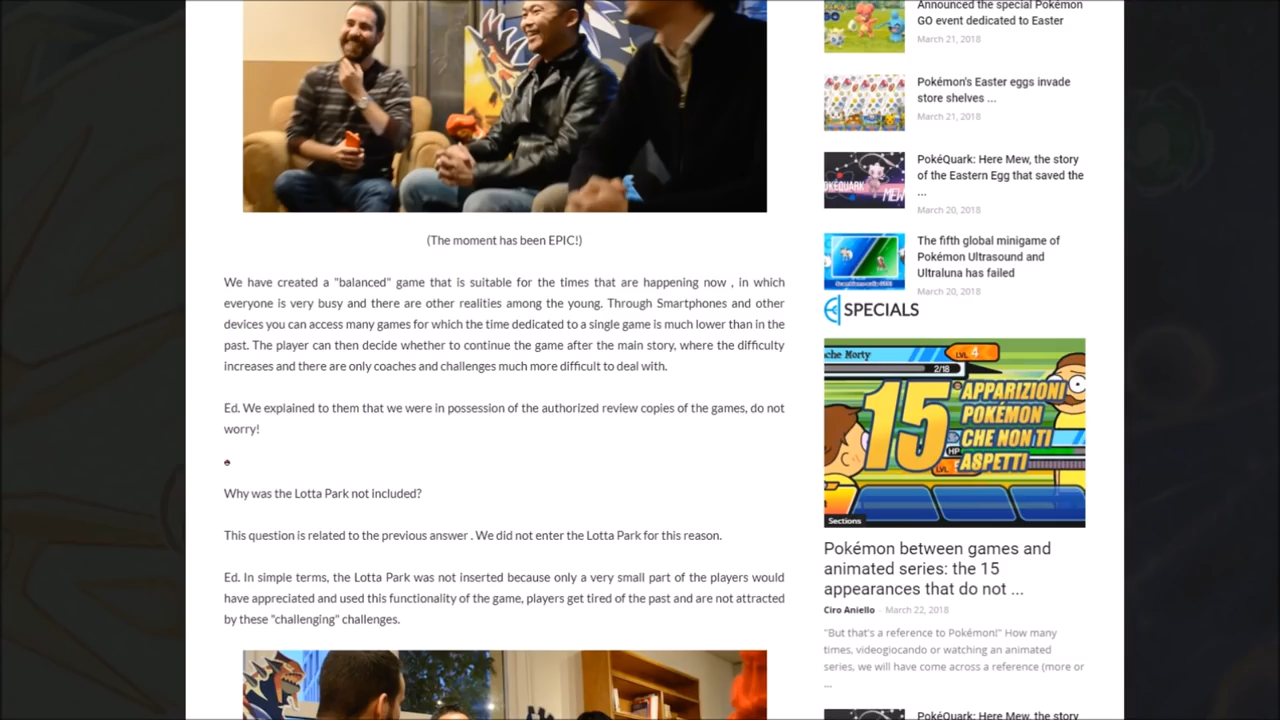 (The moment has been EPIC!)
We have created a "balanced" game that is suitable for the times that are happening now , in which
everyone is very busy and there are other realities among the young. Through Smartphones and other
devices you can access many games for which the time dedicated to a single game is much lower than in the
past. The player can then decide whether to continue the game after the main story, where the difficulty
increases and there are only coaches and challenges much more difficult to deal with.
Ed. We explained to them that we were in possession of the authorized review copies of the games, do not
worry!
Why was the Lotta Park not included?
This question is related to the previous answer . We did not enter the Lotta Park for this reason.
Ed. In simple terms, the Lotta Park was not inserted because only a very small part of the players would
have appreciated and used this functionality of the game, players get tired of the past and are not attracted
by these "challenging" challenges.
Announced the special Pokémon
GO event dedicated to Easter
March 21, 2018
GO
Pokémon's Easter eggs invade
store shelves ...
March 21, 2018
PokéQuark: Here Mew, the story
of the Eastern Egg that saved the
...
March 20, 2018
OKÉQUARK
MEW
The fifth global minigame of
Pokémon Ultrasound and
Ultraluna has failed
March 20, 2018
SPECIALS
che Morty
LVL 4
2/18
15
APPARIZIONI
POKÉMON
CHE NON TI
ASPETTI
HP
LVL
Sections
Pokémon between games and
animated series: the 15
appearances that do not ...
Ciro Aniello - March 22, 2018
"But that's a reference to Pokémon!" How many
times, videogiocando or watching an animated
series, we will have come across a reference (more or
...
PokéQuark: Here Mew, the story